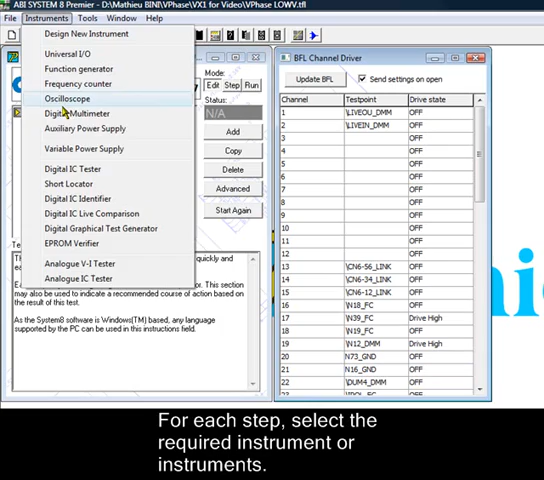 ABI SYSTEM 8 Premier - D:\Mathieu BINI\VPhase\VX1 for Video\VPhase LOWV.tfl
File Instruments Tools Window Help
Design New Instrument
Universal I/O
Function generator
Frequency counter
Oscilloscope
Digital Multimeter
Auxiliary Power Supply
Variable Power Supply
Digital IC Tester
Short Locator
Digital IC Identifier
Digital IC Live Comparison
Digital Graphical Test Generator
EPROM Verifier
Analogue V-I Tester
Analogue IC Tester
Mode:
Edit Step Run
Status:
N/A
Add
Copy
Delete
Advanced
Start Again
quickly and
tor. This section
may also be used to indicate a recommended course of action based on
the result of this test.
As the System8 software is Windows(TM) based, any language
supported by the PC can be used in this instructions field.
BFL Channel Driver
Update BFL Send settings on open
Channel Testpoint Drive state
1 \LIVEOU_DMM OFF
2 \LIVEIN_DMM OFF
3 OFF
4 OFF
5 OFF
6 OFF
7 OFF
8 OFF
9 OFF
10 OFF
11 OFF
12 OFF
13 \CN6-56_LINK OFF
14 \CN6-34_LINK OFF
15 \CN6-12_LINK OFF
16 \N18_FC OFF
17 \N39_FC Drive High
18 \N7_FC OFF
19 \N12_DMM Drive High
20 N73_GND OFF
21 N16_GND OFF
22 \DUM4_DMM OFF
For each step, select the
required instrument or
instruments.